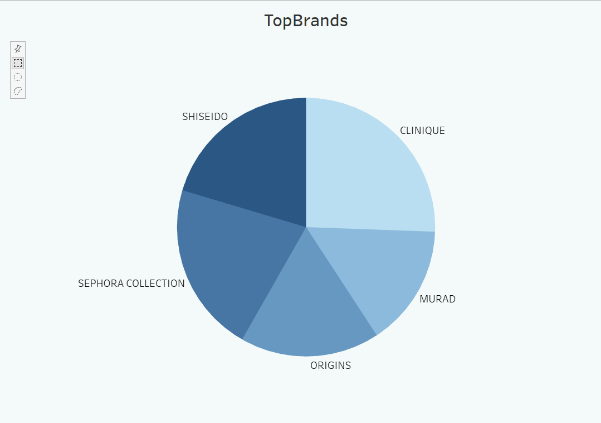 TopBrands
SHISEIDO
CLINIQUE
SEPHORA COLLECTION
MURAD
ORIGINS